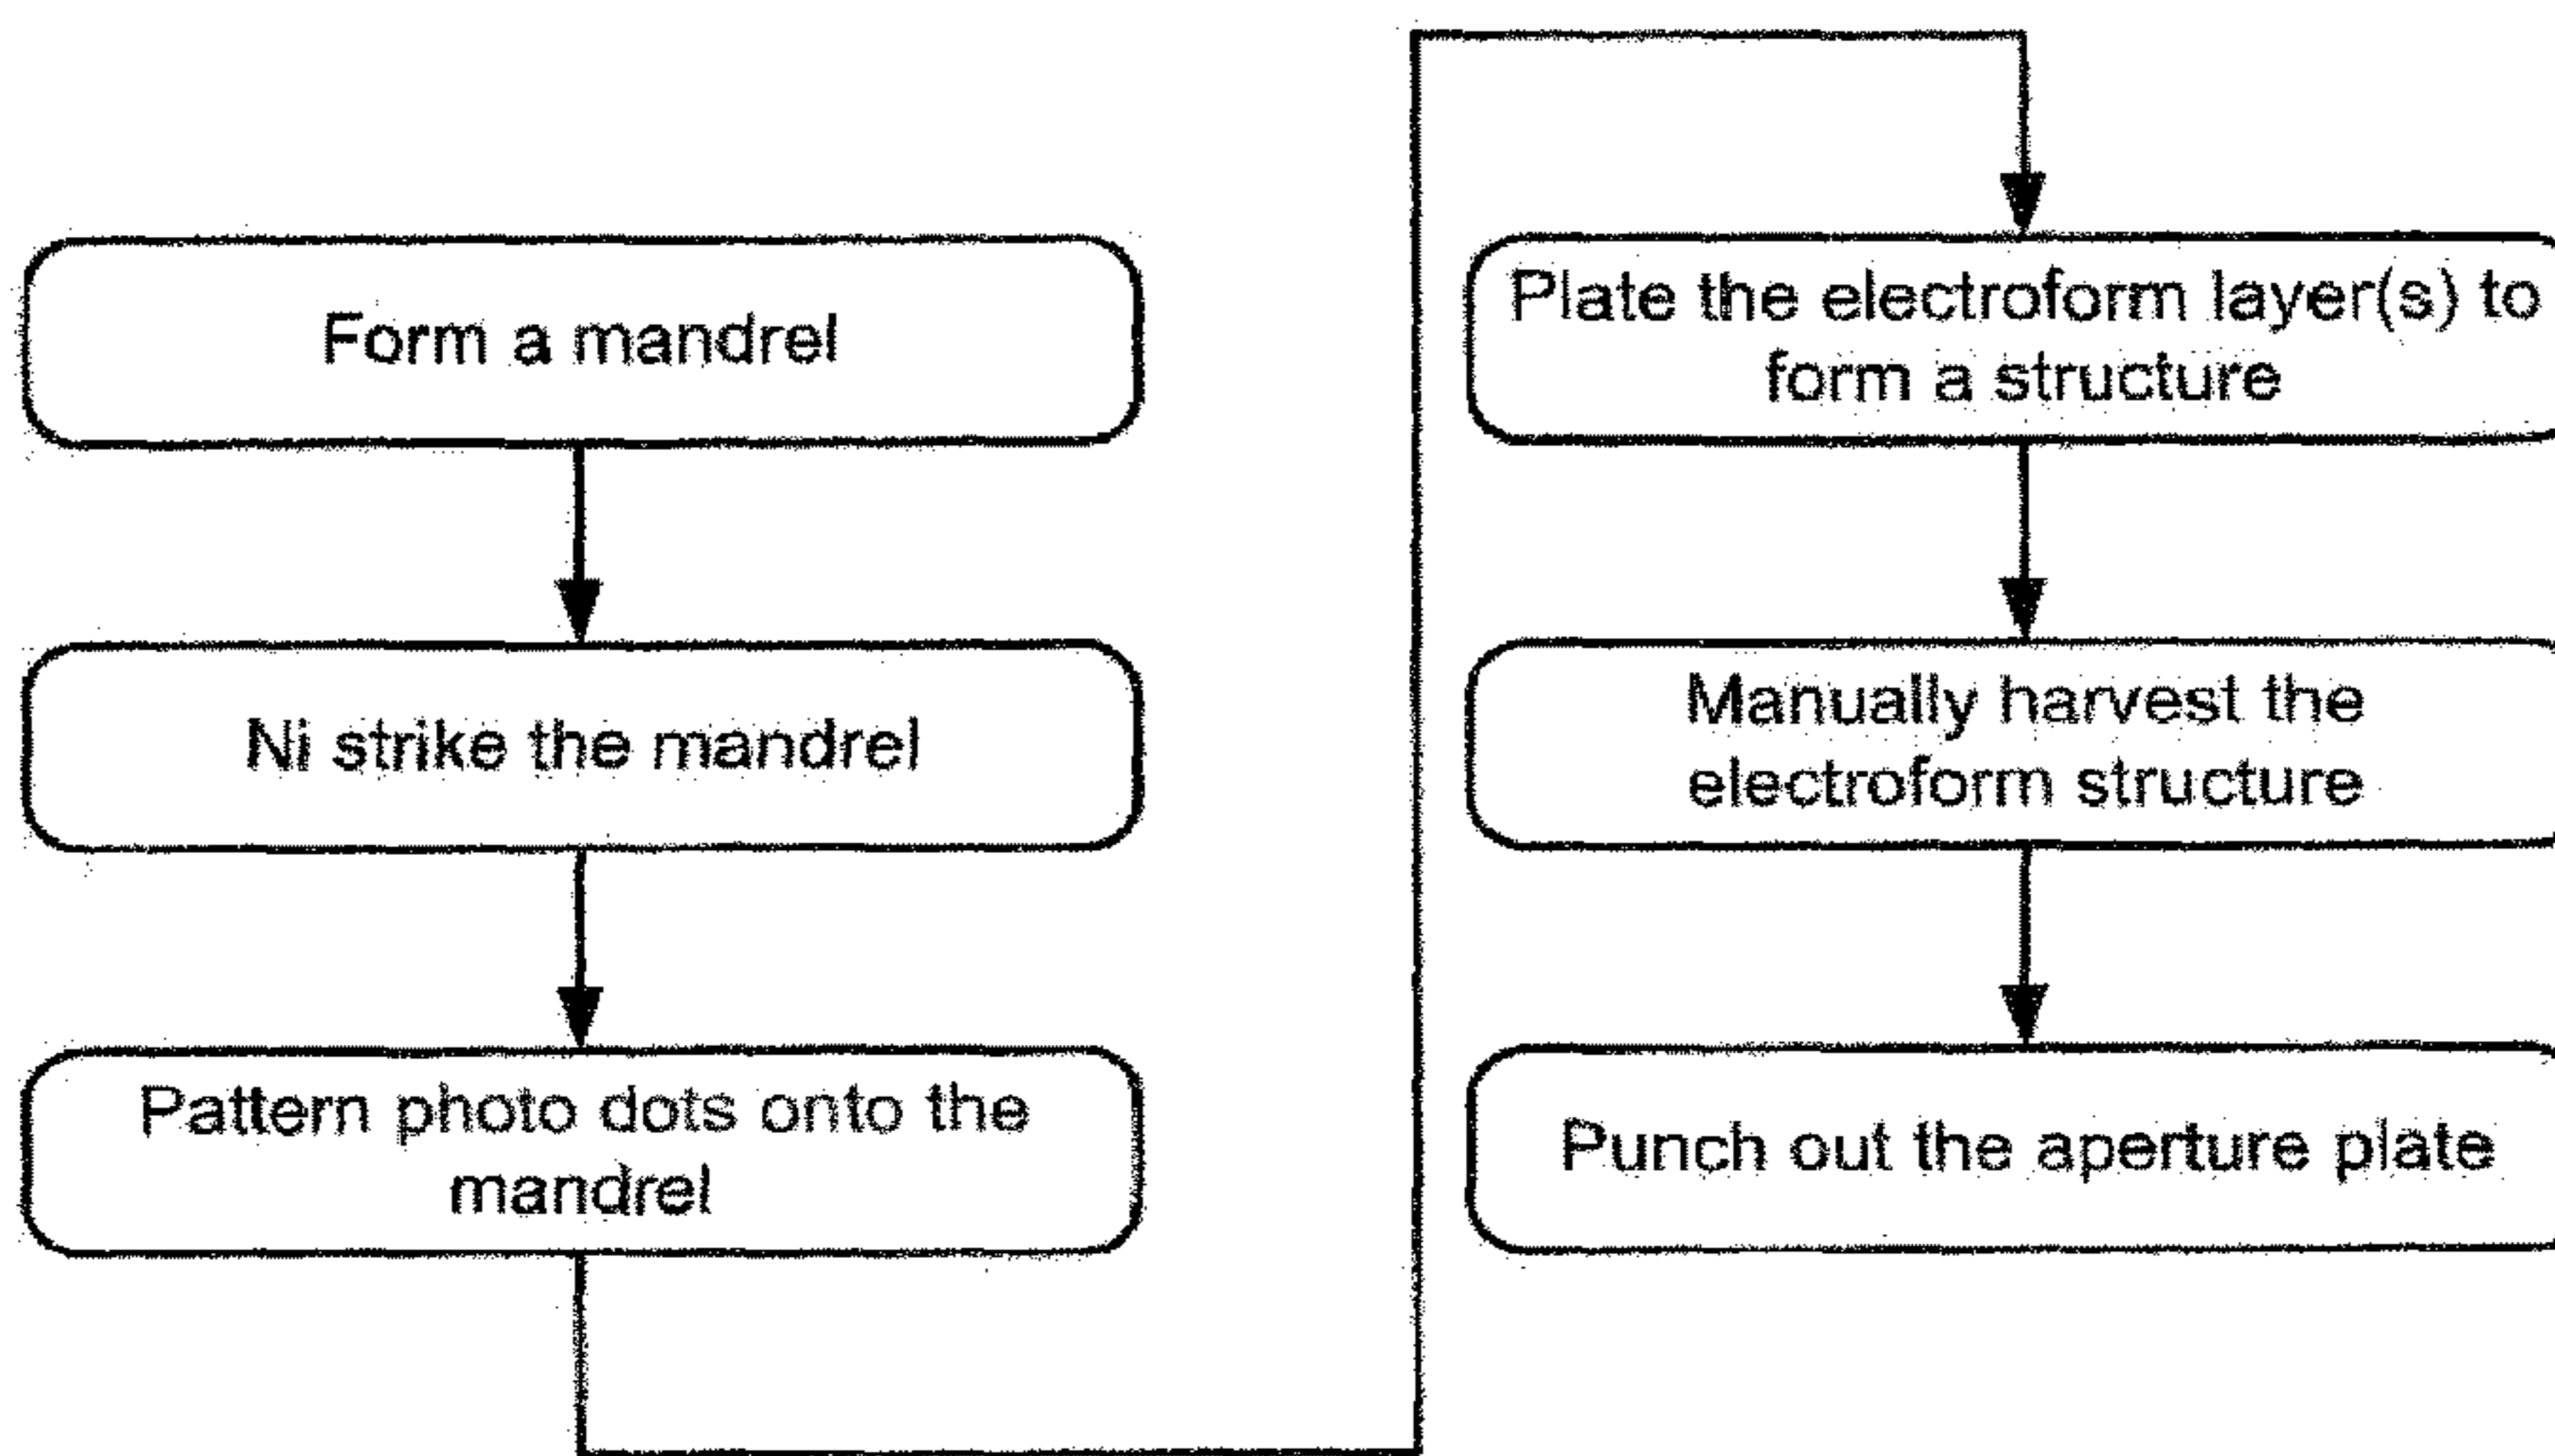 Form a mandrel
Ni strike the mandrel
Pattern photo dots onto the
mandrel
Plate the electroform layer(s) to
form a structure
Manually harvest the
electroform structure
Punch out the aperture plate